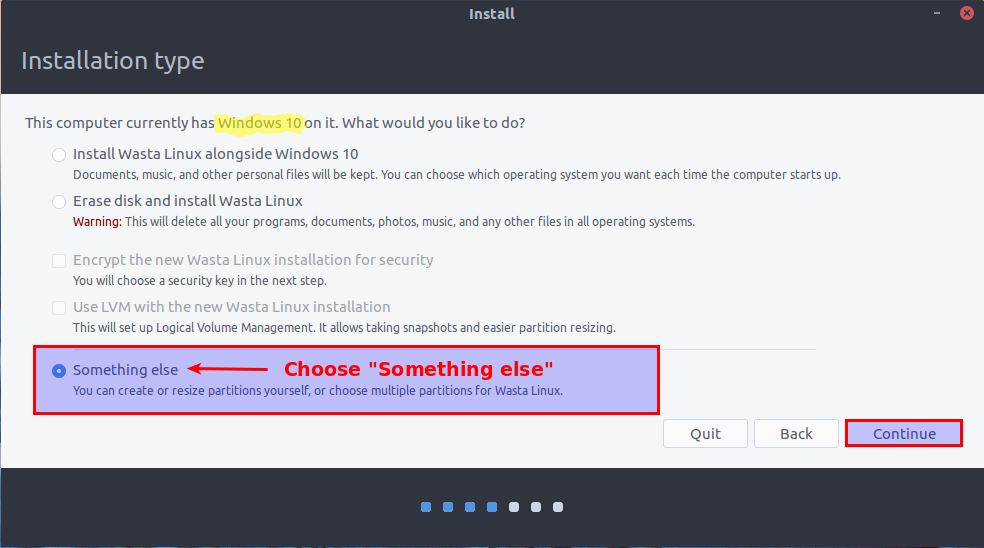 Install
Installation type
This computer currently has Windows 10 on it. What would you like to do?
Install Wasta Linux alongside Windows 10
Documents, music, and other personal files will be kept. You can choose which operating system you want each time the computer starts up.
Erase disk and install Wasta Linux
Warning: This will delete all your programs, documents, photos, music, and any other files in all operating systems.
Encrypt the new Wasta Linux installation for security
You will choose a security key in the next step.
Use LVM with the new Wasta Linux installation
This will set up Logical Volume Management. It allows taking snapshots and easier partition resizing.
Something else Choose "Something else"
You can create or resize partitions yourself, or choose multiple partitions for Wasta Linux.
Quit Back Continue